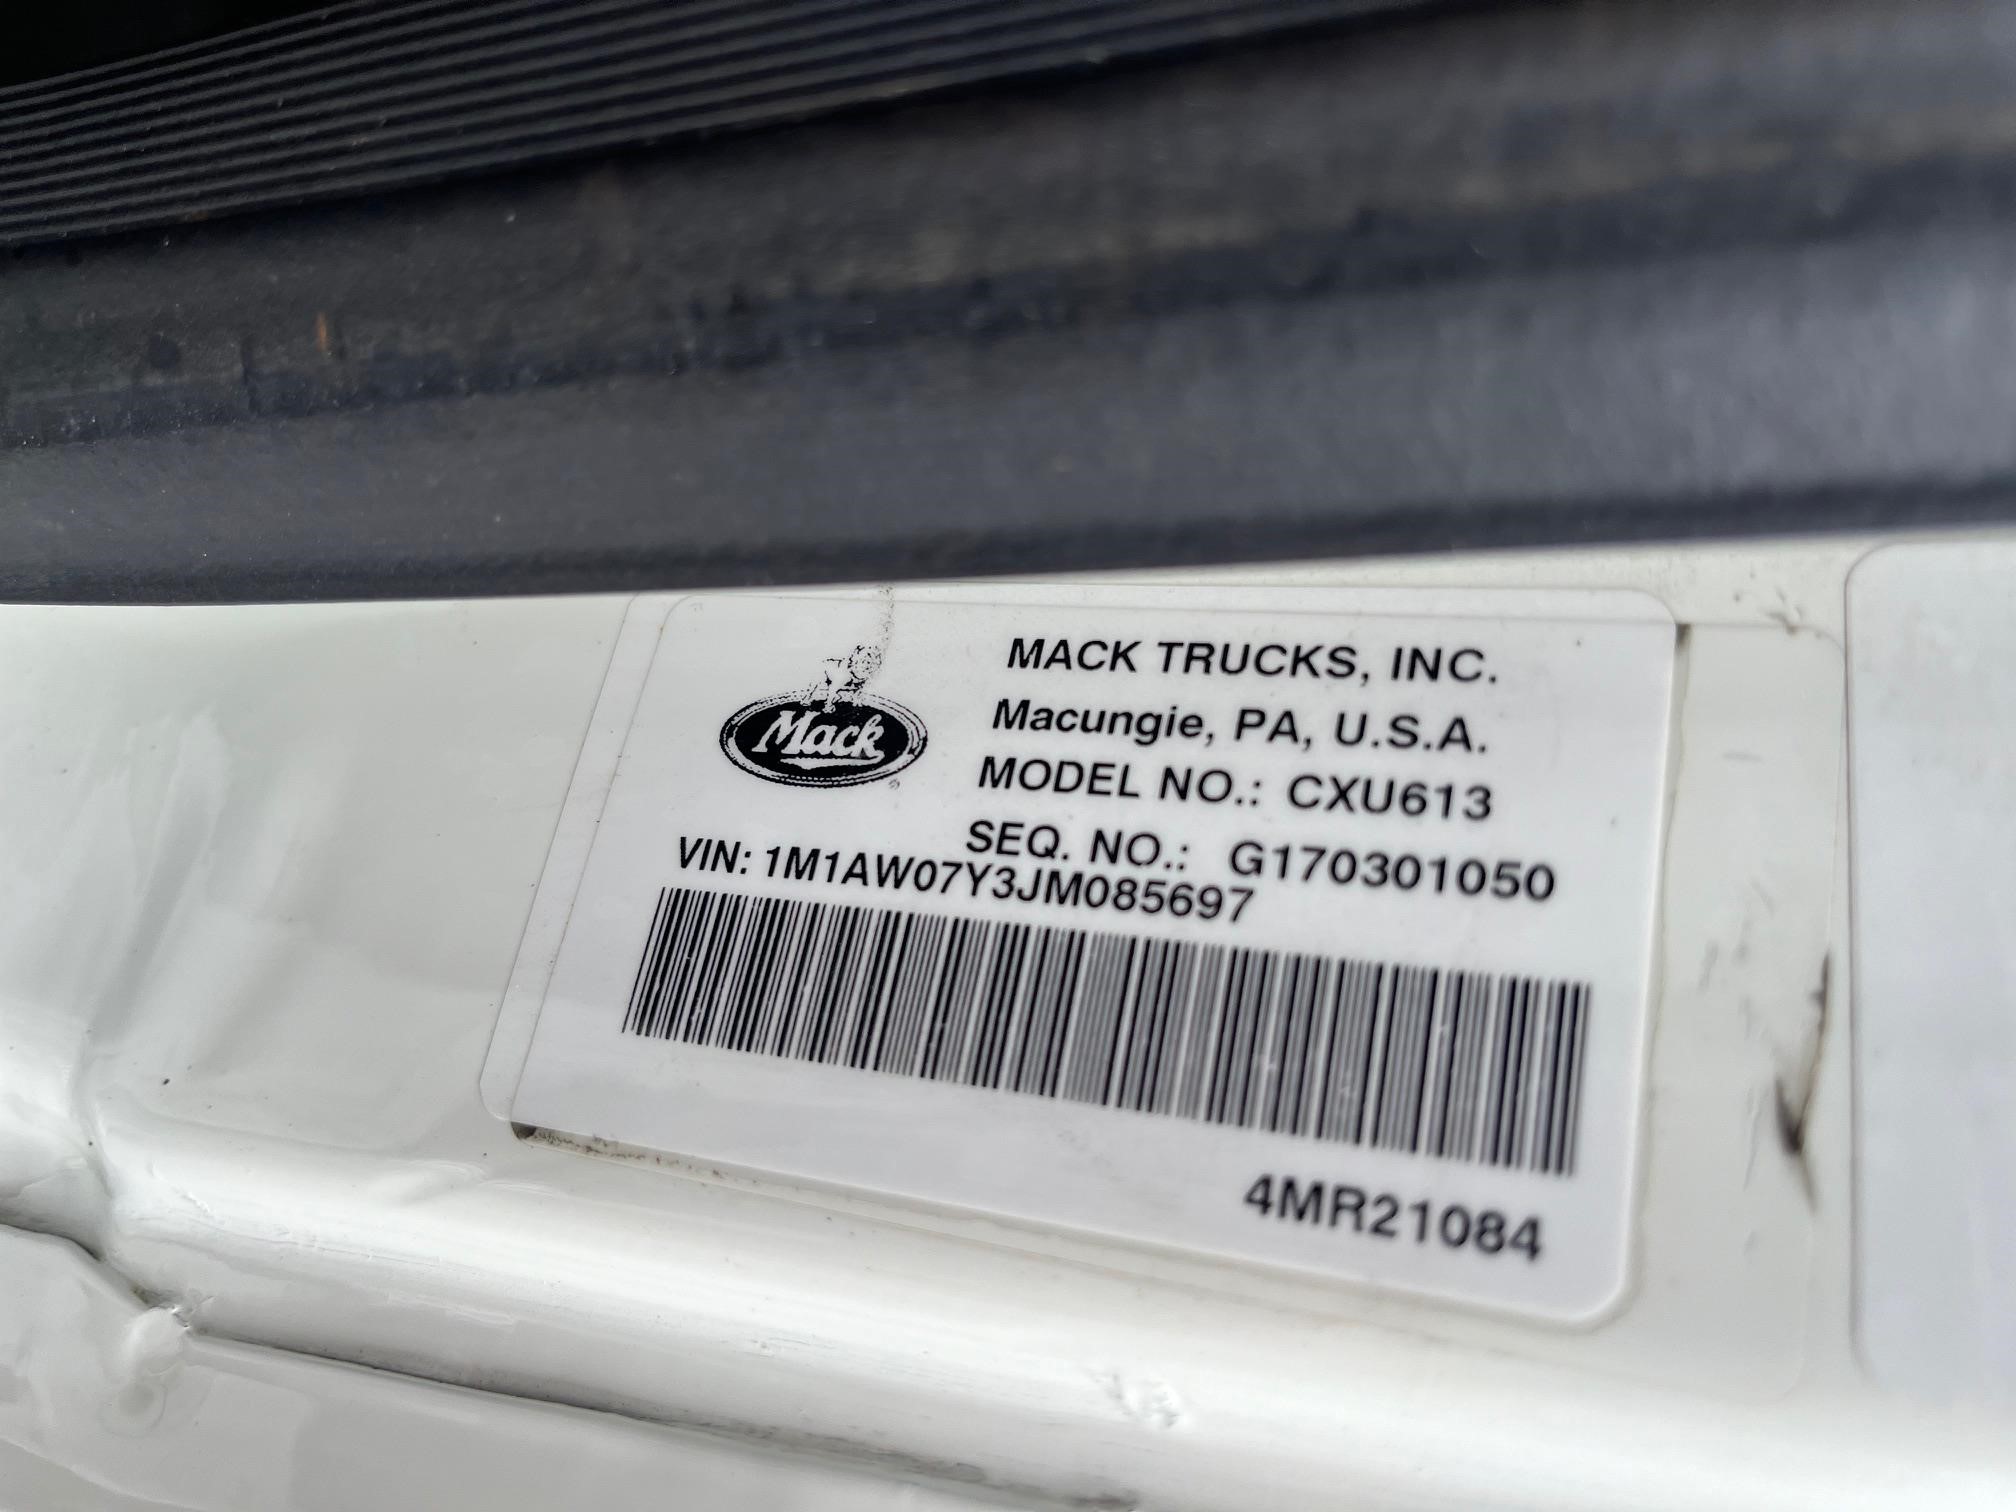 Mack
MACK TRUCKS, INC.
Macungie, PA, U.S.A.
MODEL NO.: CXU613
SEQ. NO.: G170301050
VIN: 1M1AW07Y3JM085697
4MR21084